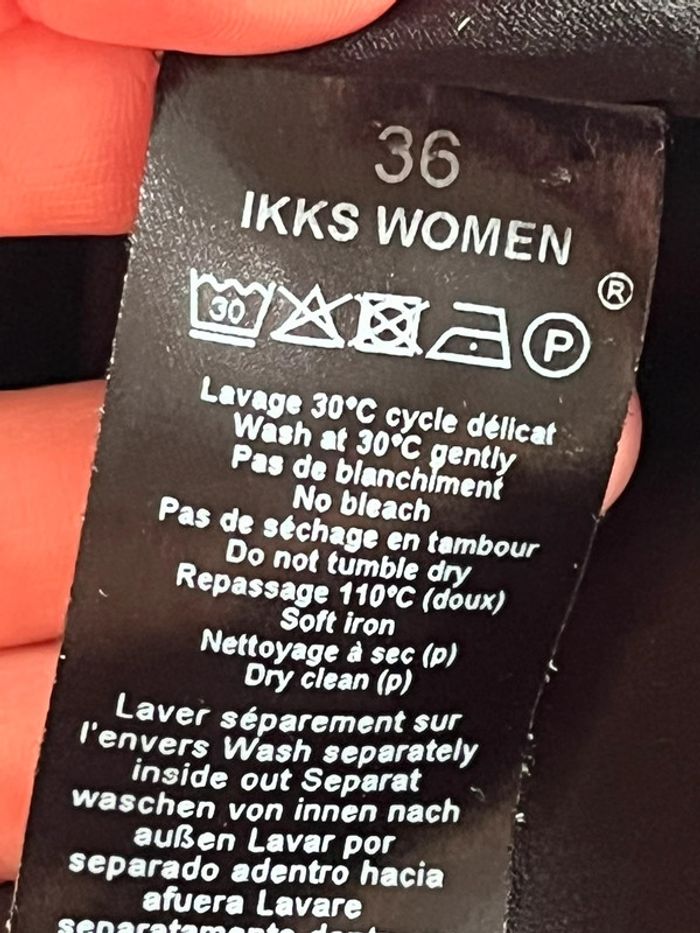 36
IKKS WOMEN
®
30 P
Lavage 30°C cycle délicat
Wash at 30°C gently
Pas de blanchiment
No bleach
Pas de séchage en tambour
Do not tumble dry
Repassage 110°C (doux)
Soft iron
Nettoyage à sec (p)
Dry clean (p)
Laver séparement sur
l'envers Wash separately
inside out Separat
waschen von innen nach
außen Lavar por
separado adentro hacia
afuera Lavare
separatamente